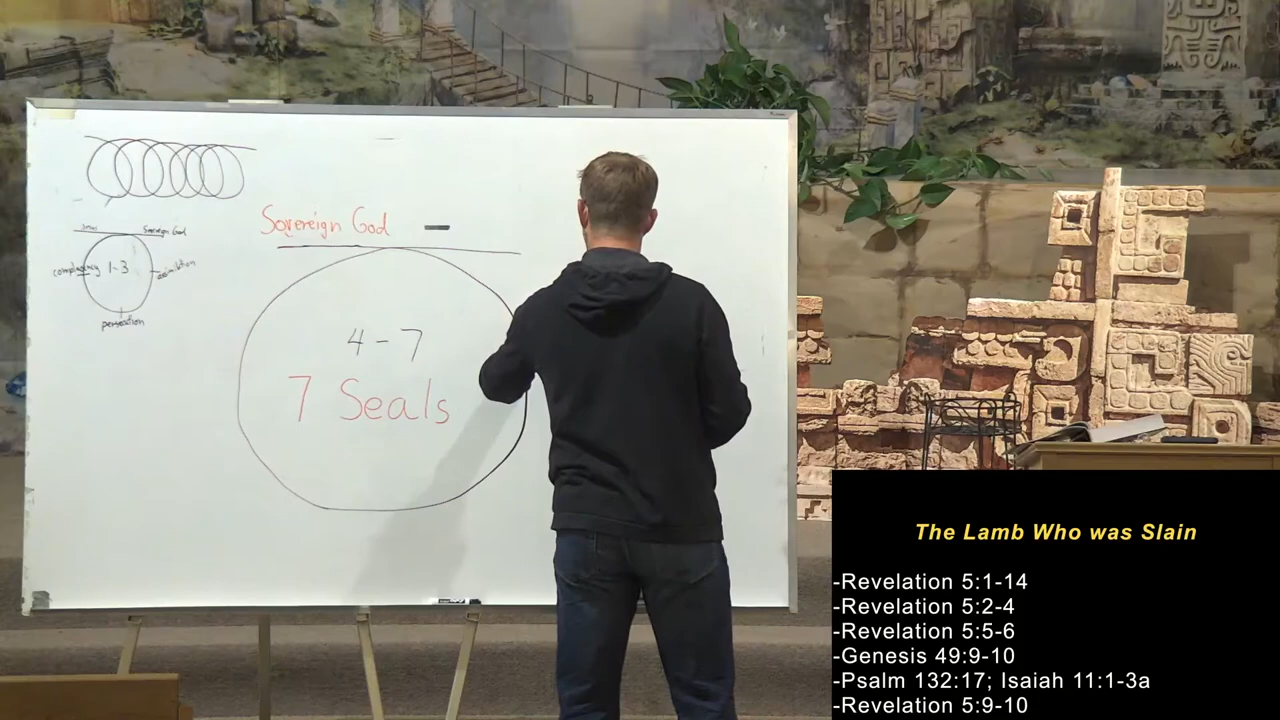 Sovereign God -
Sovereign God
complacency 1-3 assimilation
persecution
4-7
7 Seals
The Lamb Who was Slain
-Revelation 5:1-14
-Revelation 5:2-4
-Revelation 5:5-6
-Genesis 49:9-10
-Psalm 132:17; Isaiah 11:1-3a
-Revelation 5:9-10